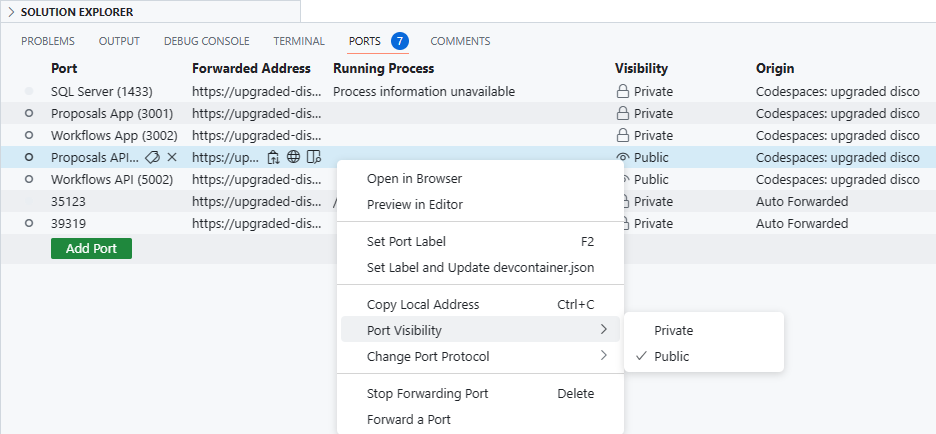 SOLUTION EXPLORER
PROBLEMS OUTPUT DEBUG CONSOLE TERMINAL PORTS 7 COMMENTS
Port Forwarded Address Running Process Visibility Origin
SQL Server (1433) https://upgraded-dis... Process information unavailable Private Codespaces: upgraded disco
Proposals App (3001) https://upgraded-dis... Private Codespaces: upgraded disco
Workflows App (3002) https://upgraded-dis... Private Codespaces: upgraded disco
Proposals API... https://up... Public Codespaces: upgraded disco
Workflows API (5002) https://upgraded-dis... Public Codespaces: upgraded disco
35123 https://upgraded-dis... / Private Auto Forwarded
39319 https://upgraded-dis... Private Auto Forwarded
Add Port
Open in Browser
Preview in Editor
Set Port Label F2
Set Label and Update devcontainer.json
Copy Local Address Ctrl+C
Port Visibility
Change Port Protocol
Stop Forwarding Port Delete
Forward a Port
Private
Public